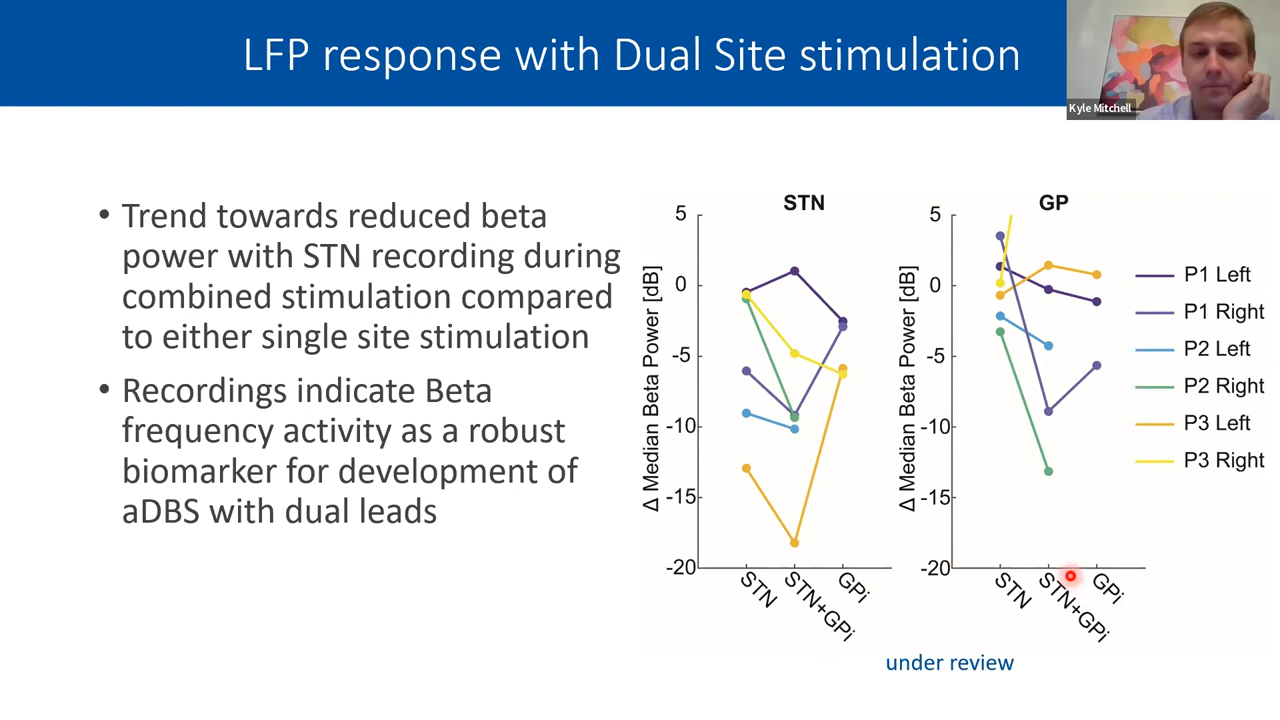 LFP response with Dual Site stimulation
Kyle Mitchell
• Trend towards reduced beta
power with STN recording during
combined stimulation compared
to either single site stimulation
• Recordings indicate Beta
frequency activity as a robust
biomarker for development of
aDBS with dual leads
STN
Δ Median Beta Power [dB]
5
0
-5
-10
-15
-20
STN
STN+GPi
GPi
GP
Δ Median Beta Power [dB]
5
0
-5
-10
-15
-20
STN
STN+GPi
GPi
P1 Left
P1 Right
P2 Left
P2 Right
P3 Left
P3 Right
under review